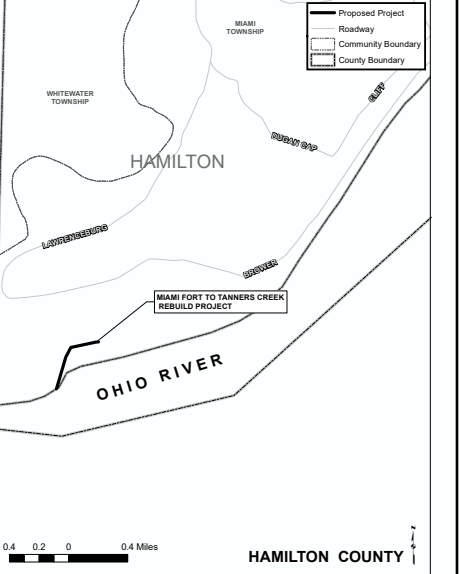 Proposed Project
Roadway
Community Boundary
County Boundary
MIAMI
TOWNSHIP
WHITEWATER
TOWNSHIP
CLIFF
DUGAN GAP
HAMILTON
LAWRENCEBURG
BROWER
MIAMI FORT TO TANNERS CREEK
REBUILD PROJECT
OHIO RIVER
0.4 0.2 0 0.4 Miles
HAMILTON COUNTY